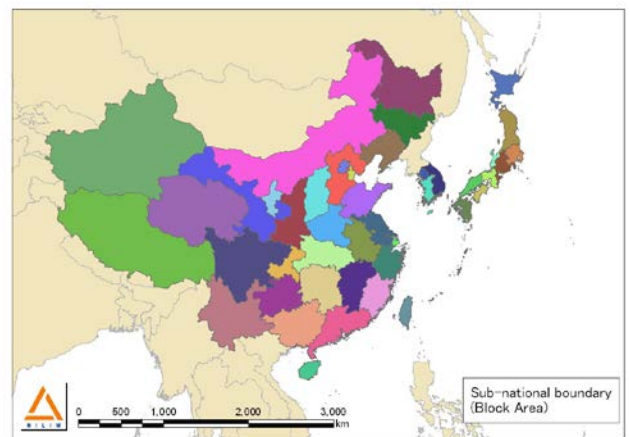 NILIM
0 500 1,000 2,000 3,000
km
Sub-national boundary
(Block Area)